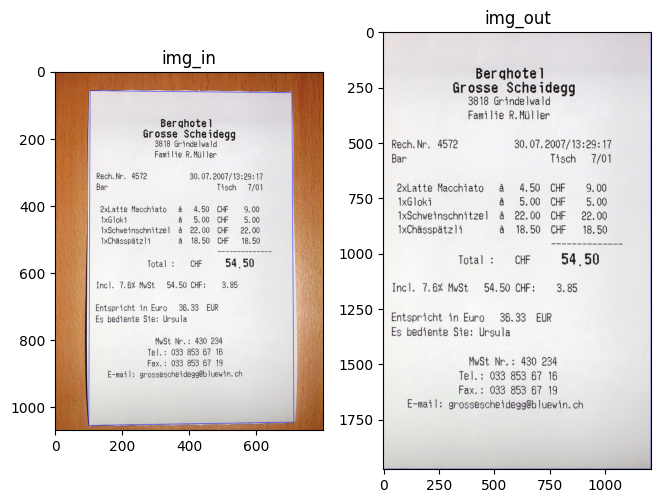 img_in
0
200
400
600
800
1000
0 200 400 600
Berghotel
Grosse Scheidegg
3818 Grindelwald
Familie R.Müller
Rech.Nr. 4572 30.07.2007/13:29:17
Bar Tisch 7/01
2xLatte Macchiato à 4.50 CHF 9.00
1xGloki à 5.00 CHF 5.00
1xSchweinschnitzel à 22.00 CHF 22.00
1xChässpätzli à 18.50 CHF 18.50
Total : CHF 54.50
Incl. 7.6% MwSt 54.50 CHF: 3.85
Entspricht in Euro 36.33 EUR
Es bediente Sie: Ursula
MwSt Nr.: 430 234
Tel.: 033 853 67 16
Fax.: 033 853 67 19
E-mail: grossescheidegg@bluewin.ch
img_out
0
250
500
750
1000
1250
1500
1750
0 250 500 750 1000
Berghotel
Grosse Scheidegg
3818 Grindelwald
Familie R.Müller
Rech.Nr. 4572 30.07.2007/13:29:17
Bar Tisch 7/01
2xLatte Macchiato à 4.50 CHF 9.00
1xGloki à 5.00 CHF 5.00
1xSchweinschnitzel à 22.00 CHF 22.00
1xChässpätzli à 18.50 CHF 18.50
Total : CHF 54.50
Incl. 7.6% MwSt 54.50 CHF: 3.85
Entspricht in Euro 36.33 EUR
Es bediente Sie: Ursula
MwSt Nr.: 430 234
Tel.: 033 853 67 16
Fax.: 033 853 67 19
E-mail: grossescheidegg@bluewin.ch